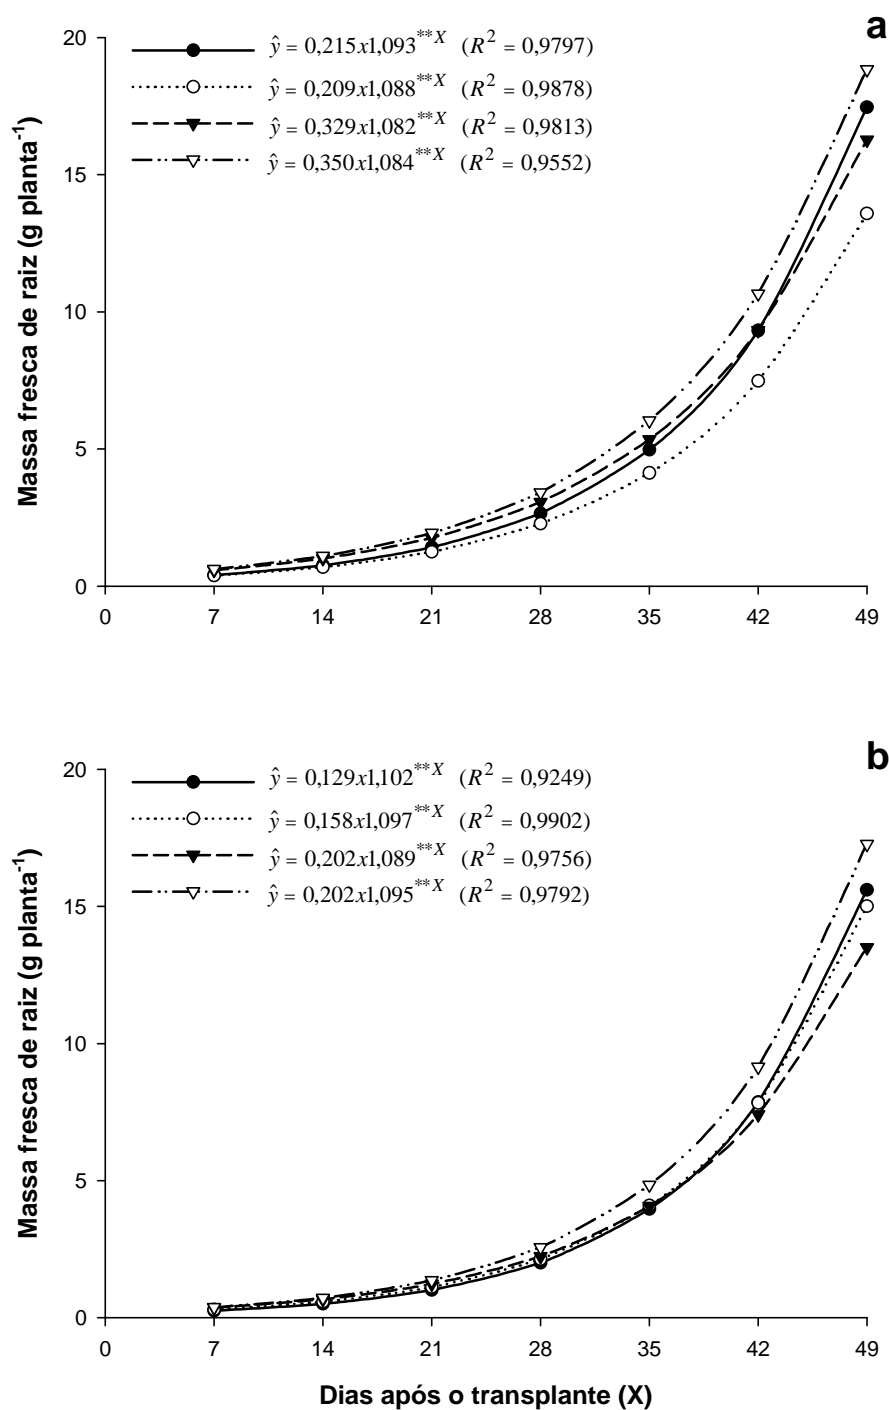 a
20
ŷ = 0,215x1,093**X (R² = 0,9797)
ŷ = 0,209x1,088**X (R² = 0,9878)
ŷ = 0,329x1,082**X (R² = 0,9813)
ŷ = 0,350x1,084**X (R² = 0,9552)
15
10
5
0
Massa fresca de raiz (g planta⁻¹)
0 7 14 21 28 35 42 49
b
20
ŷ = 0,129x1,102**X (R² = 0,9249)
ŷ = 0,158x1,097**X (R² = 0,9902)
ŷ = 0,202x1,089**X (R² = 0,9756)
ŷ = 0,202x1,095**X (R² = 0,9792)
15
10
5
0
Massa fresca de raiz (g planta⁻¹)
0 7 14 21 28 35 42 49
Dias após o transplante (X)